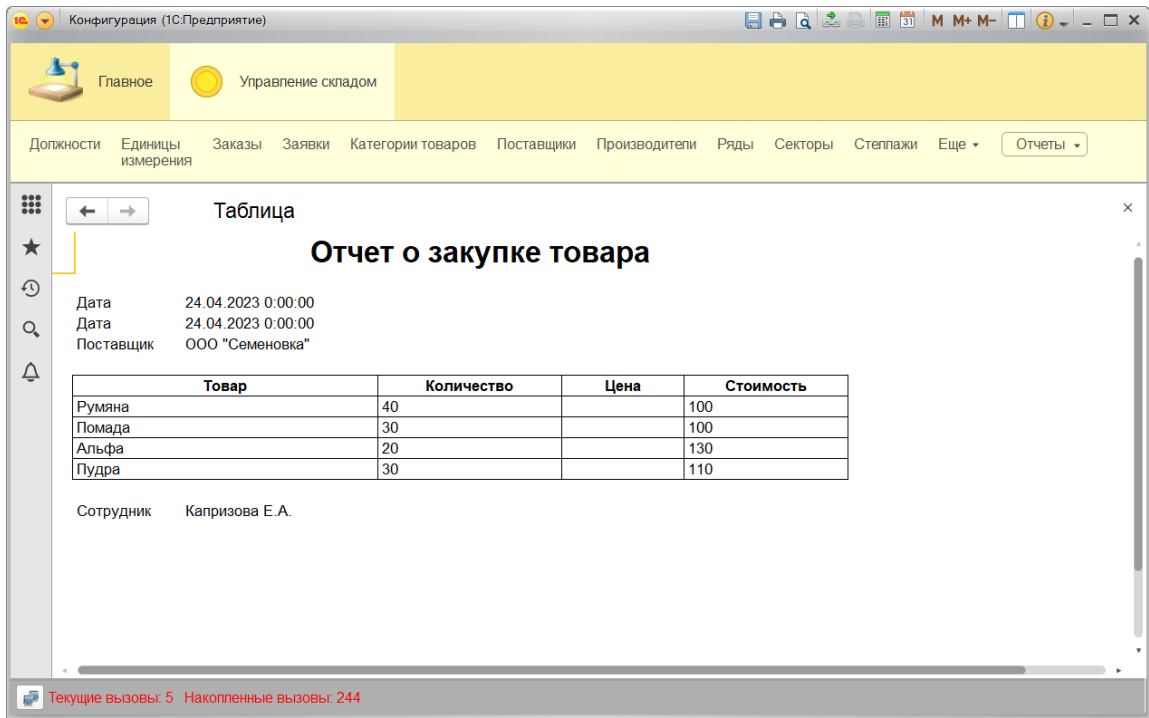 Конфигурация (1С:Предприятие)
31 M M+ M-
Главное Управление складом
Должности Единицы измерения Заказы Заявки Категории товаров Поставщики Производители Ряды Секторы Стеллажи Еще Отчеты
Таблица
Отчет о закупке товара
Дата 24.04.2023 0:00:00
Дата 24.04.2023 0:00:00
Поставщик ООО "Семеновка"
Товар Количество Цена Стоимость
Румяна 40 100
Помада 30 100
Альфа 20 130
Пудра 30 110
Сотрудник Капризова Е.А.
Текущие вызовы: 5 Накопленные вызовы: 244